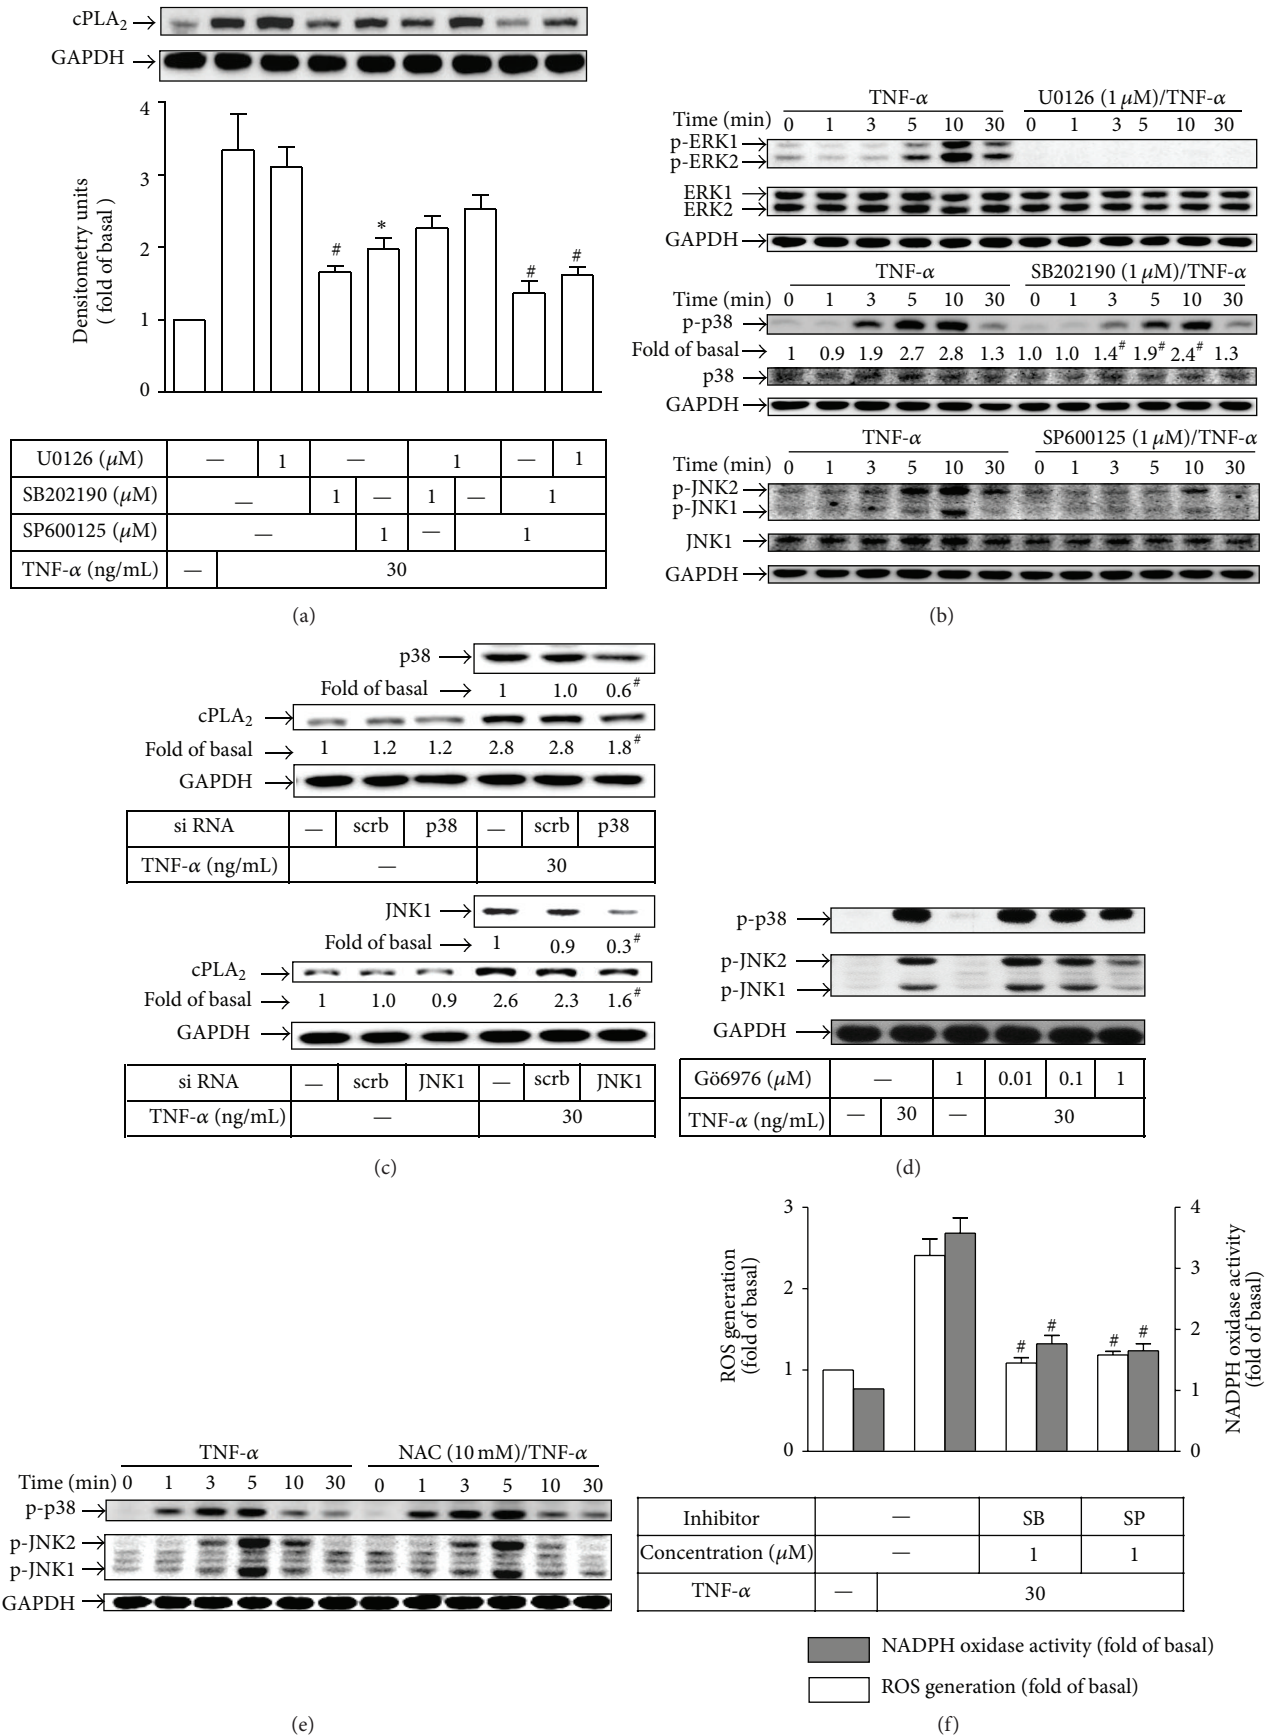 cPLA₂
GAPDH
4
3
2
1
0
Densitometry units
( fold of basal )
# * # #
U0126 (μM) — 1 — 1 — 1
SB202190 (μM) — 1 — 1 — 1
SP600125 (μM) — 1 — 1
TNF-α (ng/mL) — 30
(a)
TNF-α U0126 (1 μM)/TNF-α
Time (min) 0 1 3 5 10 30 0 1 3 5 10 30
p-ERK1
p-ERK2
ERK1
ERK2
GAPDH
TNF-α SB202190 (1 μM)/TNF-α
Time (min) 0 1 3 5 10 30 0 1 3 5 10 30
p-p38
Fold of basal 1 0.9 1.9 2.7 2.8 1.3 1.0 1.0 1.4# 1.9# 2.4# 1.3
p38
GAPDH
TNF-α SP600125 (1 μM)/TNF-α
Time (min) 0 1 3 5 10 30 0 1 3 5 10 30
p-JNK2
p-JNK1
JNK1
GAPDH
(b)
p38
Fold of basal 1 1.0 0.6#
cPLA₂
Fold of basal 1 1.2 1.2 2.8 2.8 1.8#
GAPDH
si RNA — scrb p38 — scrb p38
TNF-α (ng/mL) — 30
JNK1
Fold of basal 1 0.9 0.3#
cPLA₂
Fold of basal 1 1.0 0.9 2.6 2.3 1.6#
GAPDH
si RNA — scrb JNK1 — scrb JNK1
TNF-α (ng/mL) — 30
(c)
p-p38
p-JNK2
p-JNK1
GAPDH
Gö6976 (μM) — 1 0.01 0.1 1
TNF-α (ng/mL) — 30 — 30
(d)
TNF-α NAC (10 mM)/TNF-α
Time (min) 0 1 3 5 10 30 0 1 3 5 10 30
p-p38
p-JNK2
p-JNK1
GAPDH
(e)
3
2
1
0
ROS generation
(fold of basal)
# # # #
4
3
2
1
0
NADPH oxidase activity
(fold of basal)
Inhibitor — SB SP
Concentration (μM) — 1 1
TNF-α — 30
NADPH oxidase activity (fold of basal)
ROS generation (fold of basal)
(f)